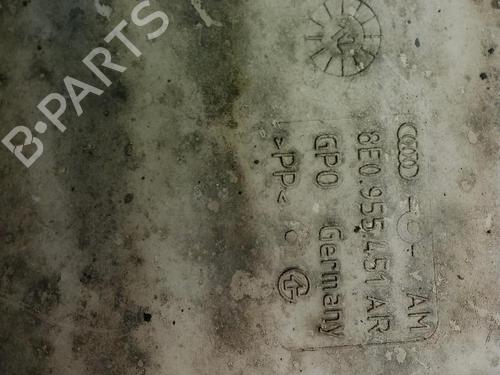 B-PARTS
AM
8E0.955.451 AR
GPO Germany
>PP<